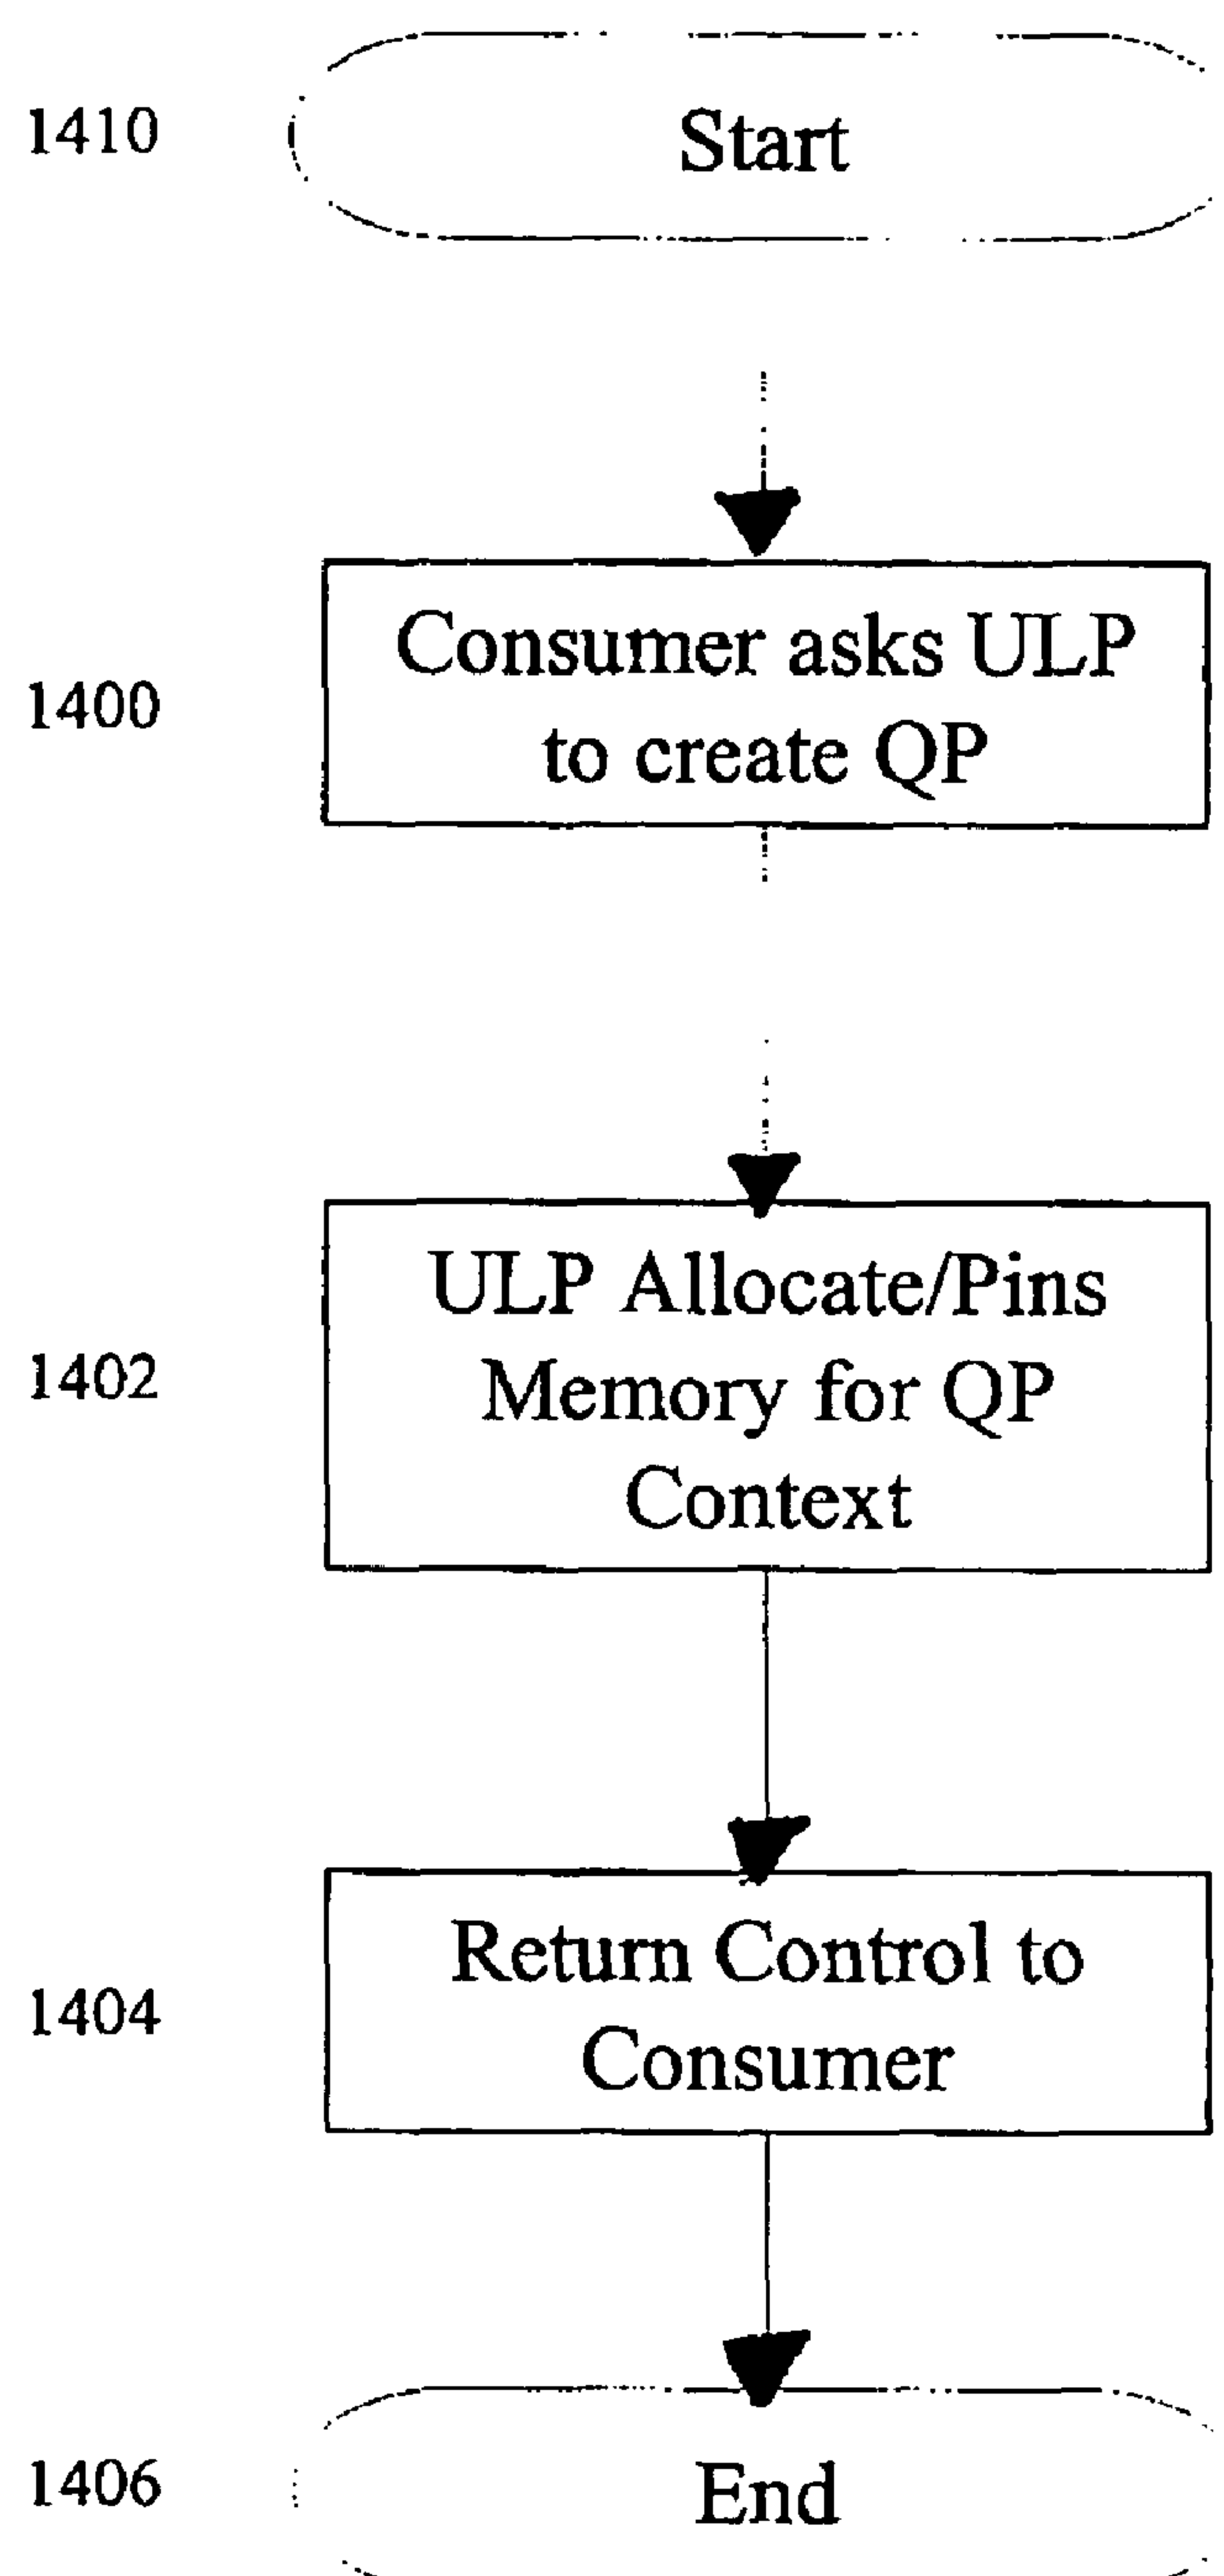 1410
Start
1400
Consumer asks ULP
to create QP
1402
ULP Allocate/Pins
Memory for QP
Context
1404
Return Control to
Consumer
1406
End